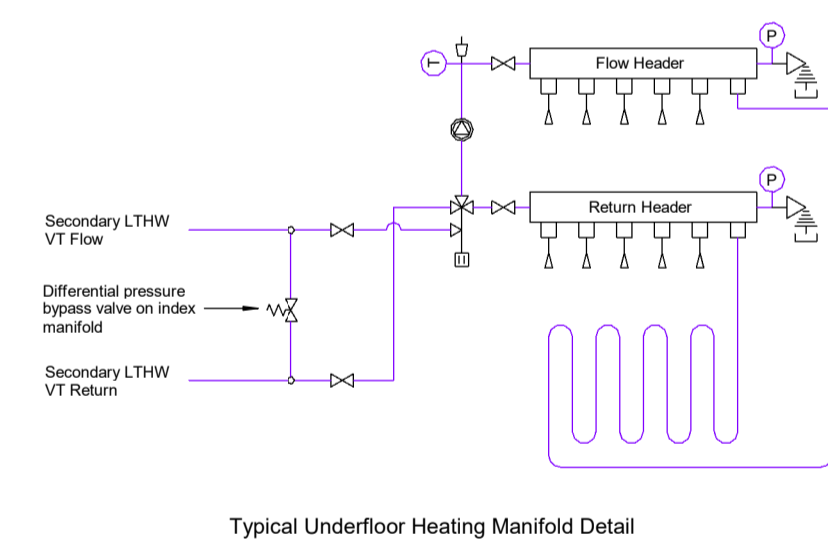 P
T
Flow Header
P
Return Header
Secondary LTHW
VT Flow
Differential pressure
bypass valve on index
manifold
Secondary LTHW
VT Return
Typical Underfloor Heating Manifold Detail